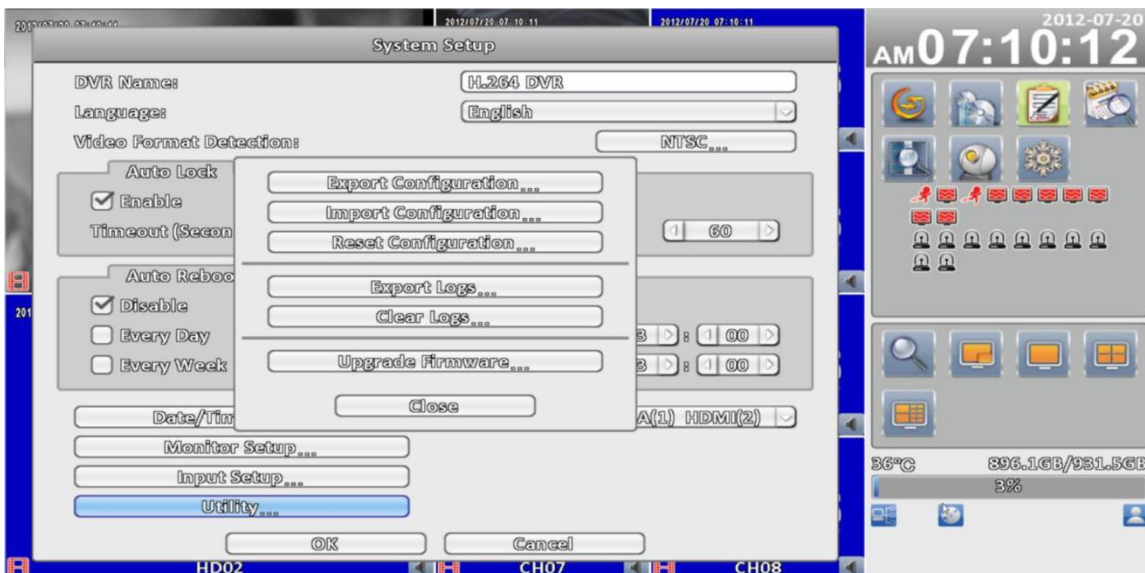 2012/07/20 07:10:11
2012/07/20 07:10:11
2012-07-20
AM07:10:12
System Setup
DVR Name:
H.264 DVR
Language:
English
Video Format Detection:
NTSC...
Auto Lock
Enable
Timeout (Secon
60
Export Configuration...
Import Configuration...
Reset Configuration...
Export Logs...
Clear Logs...
Upgrade Firmware...
Close
Auto Reboo
Disable
Every Day
3 : 00
Every Week
3 : 00
201
Date/Tim
A(1) HDMI(2)
Monitor Setup...
Input Setup...
Utility...
OK
Cancel
36°C
896.1GB/931.5GB
3%
HD02
CH07
CH08